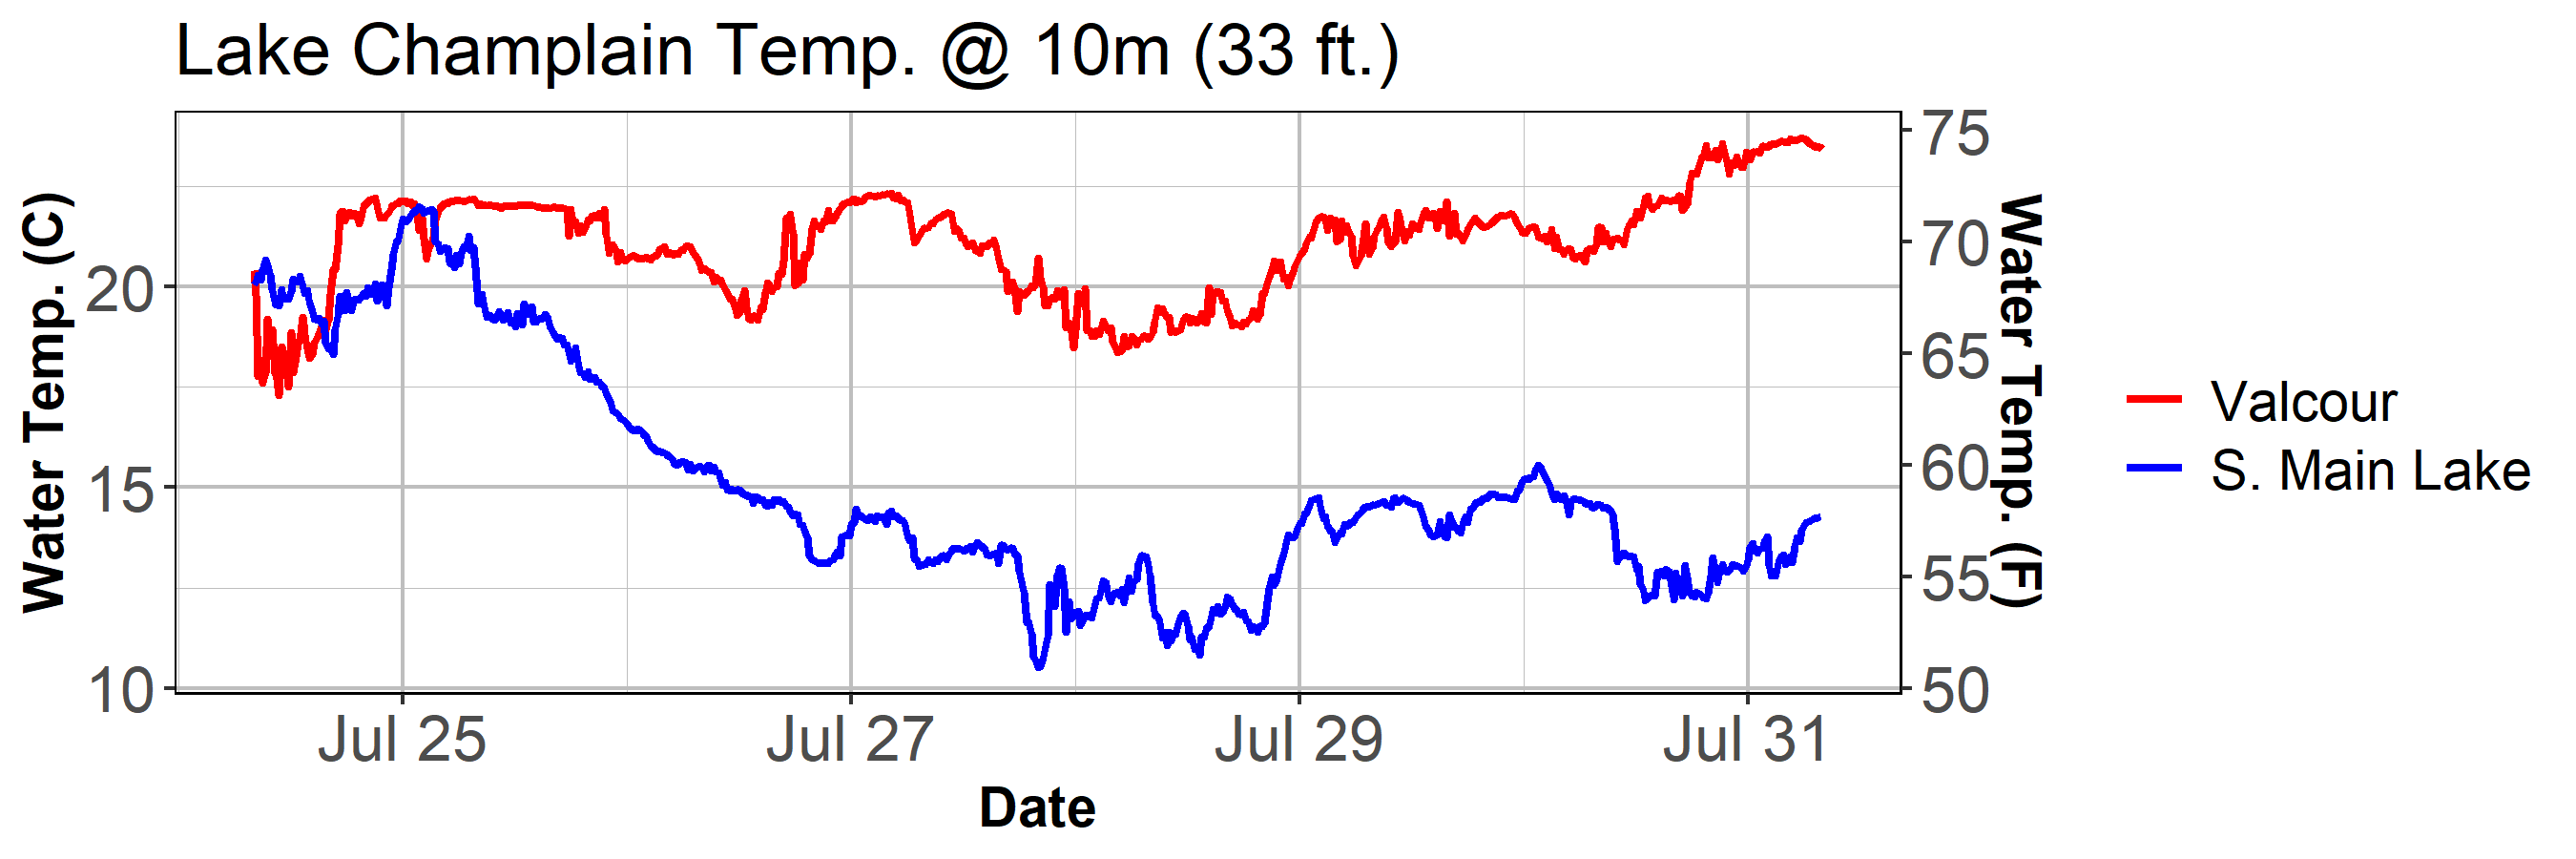 Lake Champlain Temp. @ 10m (33 ft.)
Water Temp. (C)
20
15
10
75
70
65
60
55
50
Water Temp. (F)
Jul 25
Jul 27
Jul 29
Jul 31
Date
Valcour
S. Main Lake